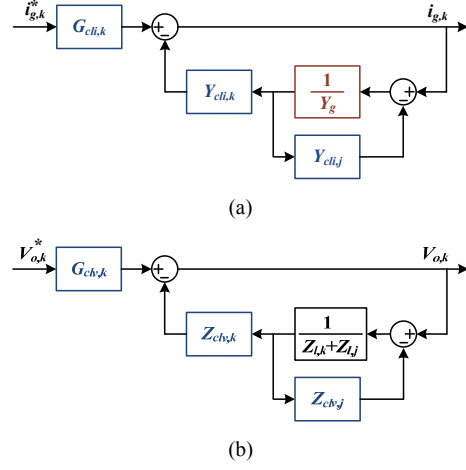 i*g,k
Gcli,k
+
−
ig,k
Ycli,k
1
Yg
+
−
Ycli,j
(a)
V*o,k
Gclv,k
+
−
Vo,k
Zclv,k
1
Zl,k+Zl,j
+
−
Zclv,j
(b)